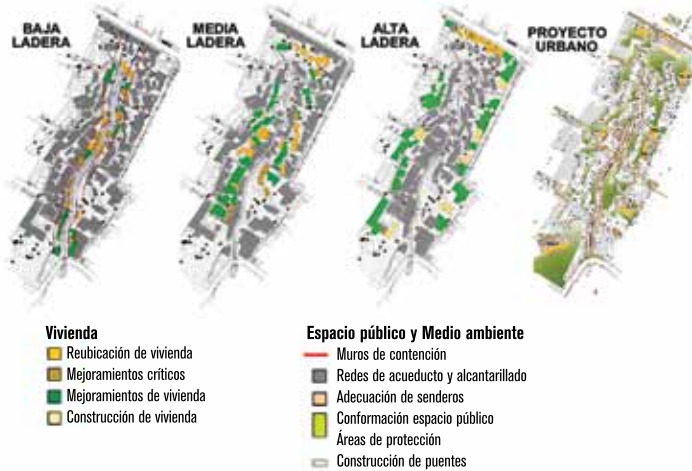 BAJA
LADERA
MEDIA
LADERA
ALTA
LADERA
PROYECTO
URBANO
Vivienda
Reubicación de vivienda
Mejoramientos críticos
Mejoramientos de vivienda
Construcción de vivienda
Espacio público y Medio ambiente
Muros de contención
Redes de acueducto y alcantarillado
Adecuación de senderos
Conformación espacio público
Áreas de protección
Construcción de puentes